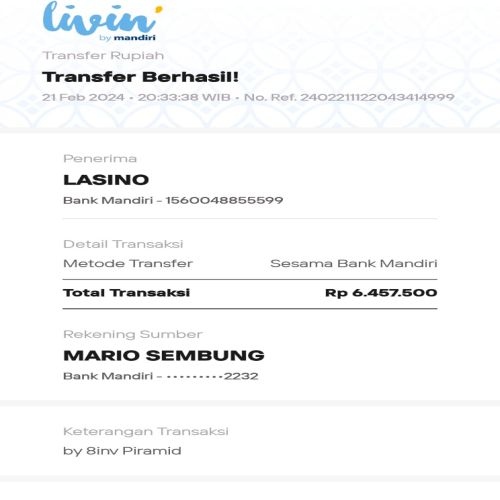 livin'
by mandiri
Transfer Rupiah
Transfer Berhasil!
21 Feb 2024 • 20:33:38 WIB • No. Ref. 2402211122043414999
Penerima
LASINO
Bank Mandiri - 1560048855599
Detail Transaksi
Metode Transfer Sesama Bank Mandiri
Total Transaksi Rp 6.457.500
Rekening Sumber
MARIO SEMBUNG
Bank Mandiri - •••••••••2232
Keterangan Transaksi
by 8inv Piramid